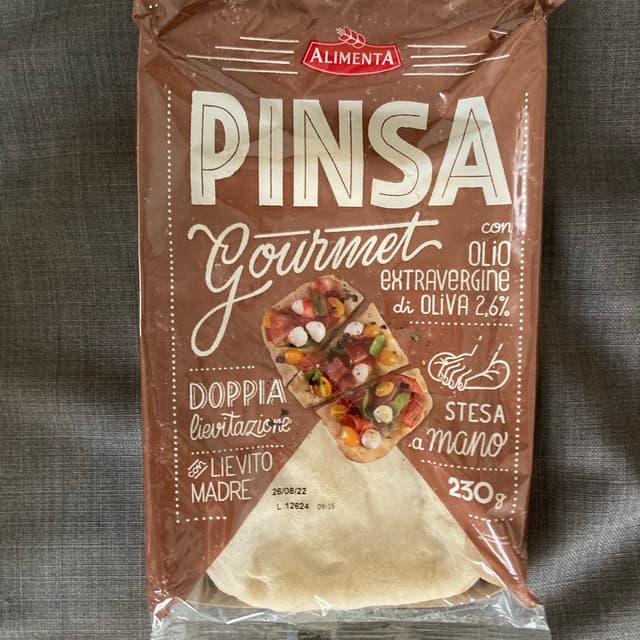 ALIMENTA
PINSA
Gourmet
con
OLIO
EXTRAVERGINE
di OLIVA 2,6%
DOPPIA
lievitazione
CON LIEVITO
MADRE
STESA
a MANO
230g
26/08/22
L 12624 09:16